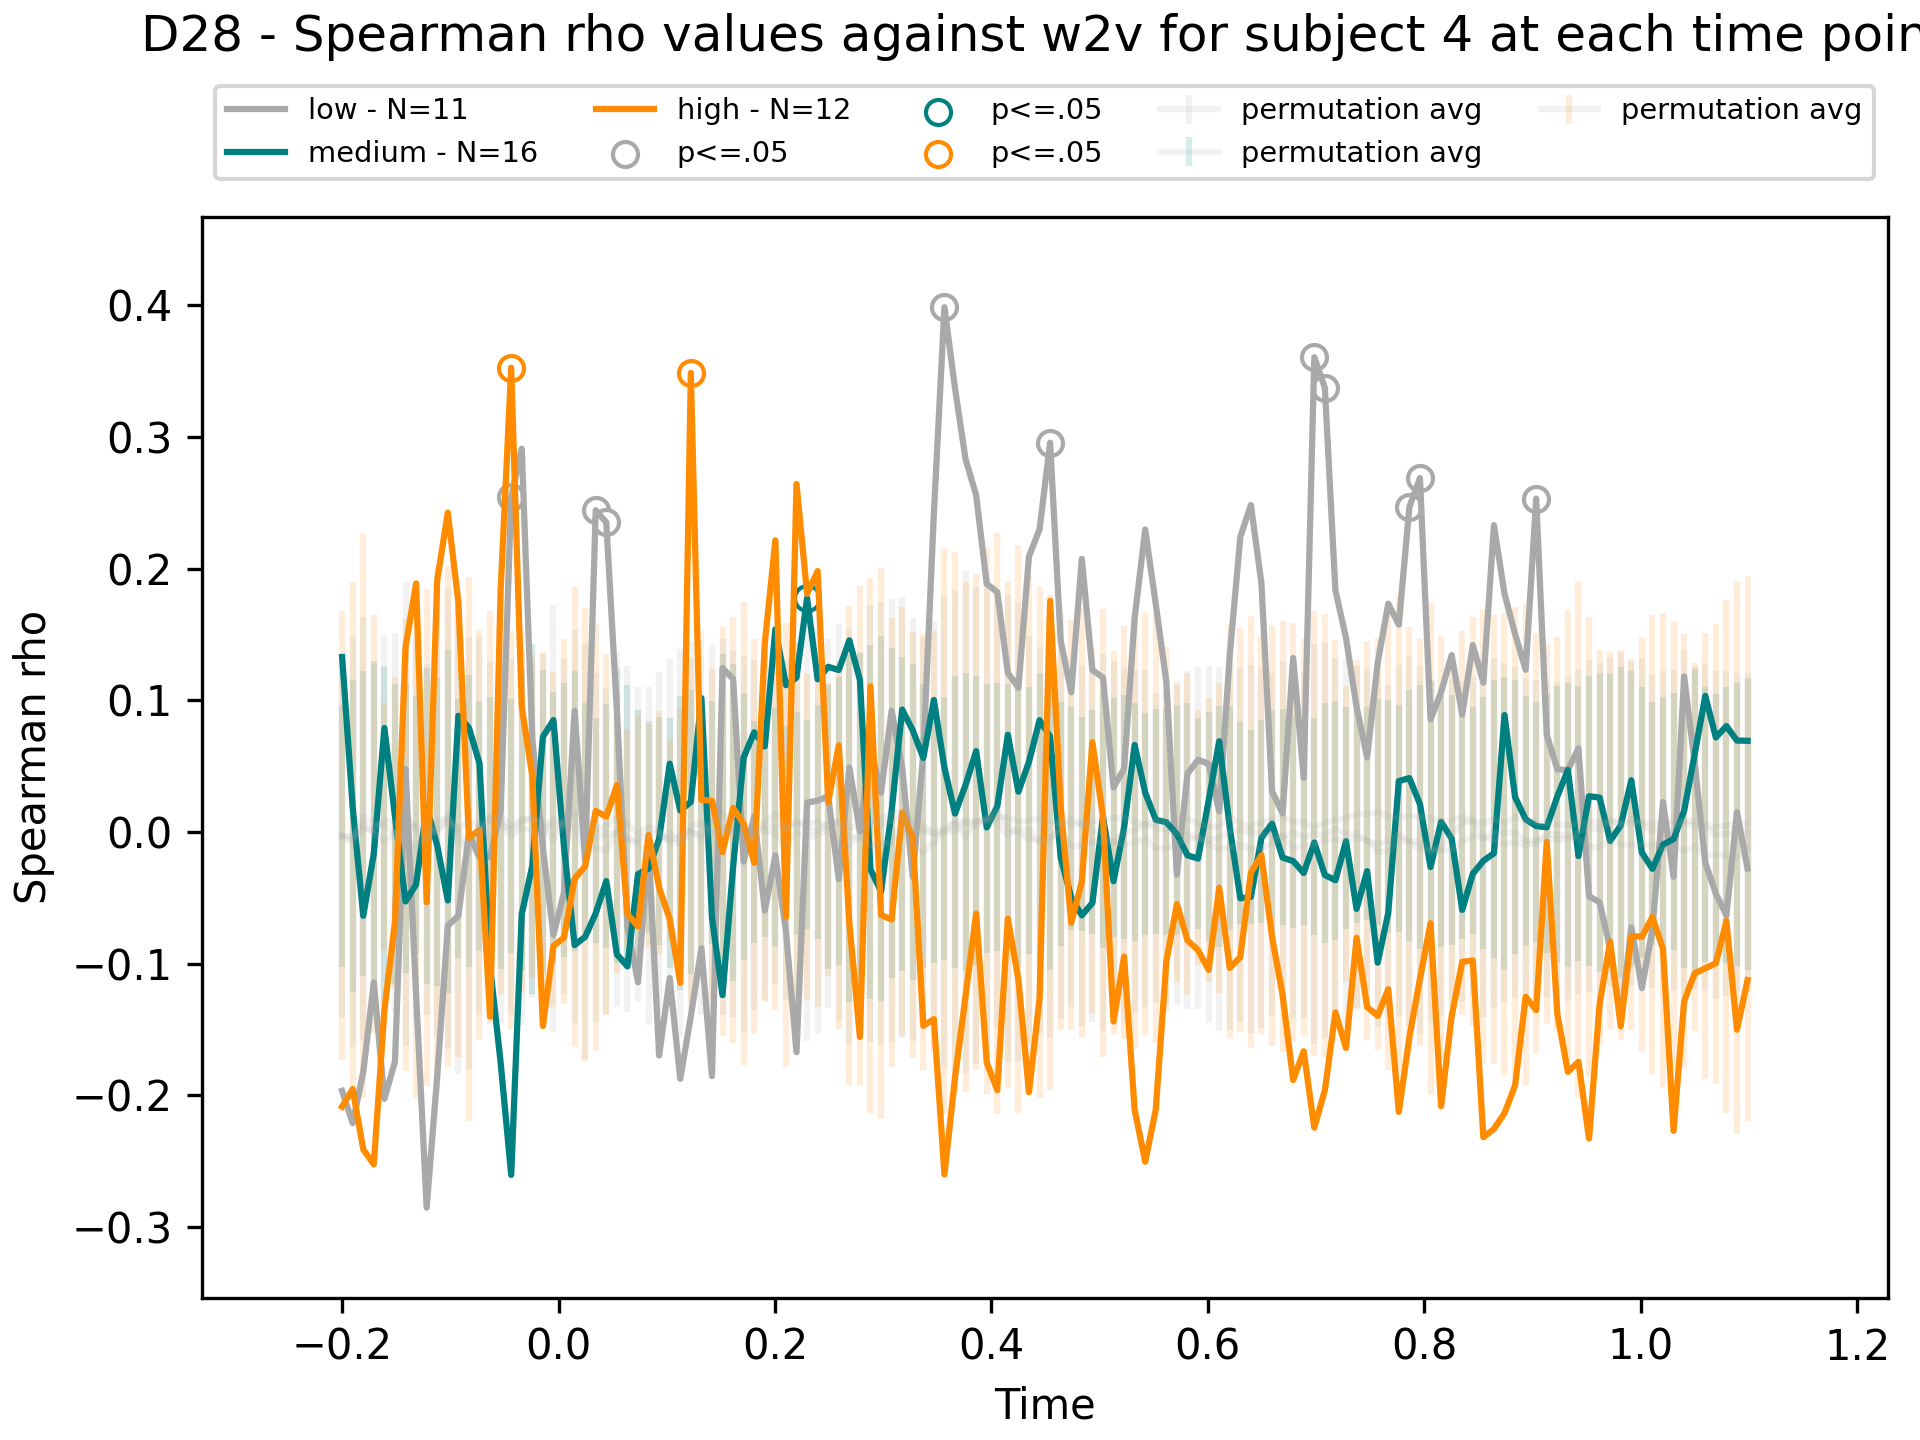 D28 - Spearman rho values against w2v for subject 4 at each time poin
low - N=11 high - N=12 p<=.05 permutation avg permutation avg
medium - N=16 p<=.05 p<=.05 permutation avg
Spearman rho
0.4
0.3
0.2
0.1
0.0
−0.1
−0.2
−0.3
−0.2 0.0 0.2 0.4 0.6 0.8 1.0 1.2
Time